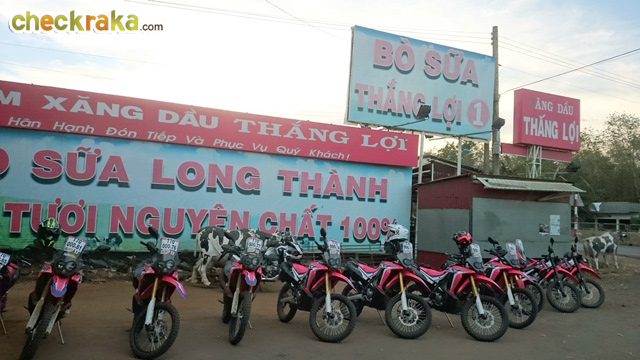 checkraka.com
BÒ SỮA
THẮNG LỢI 1
ĂNG DẦU
THẮNG LỢI
M XĂNG DẦU THẮNG LỢI
Hân Hạnh Đón Tiếp Và Phục Vụ Quý Khách!
Ò SỮA LONG THÀNH
TƯƠI NGUYÊN CHẤT 100%